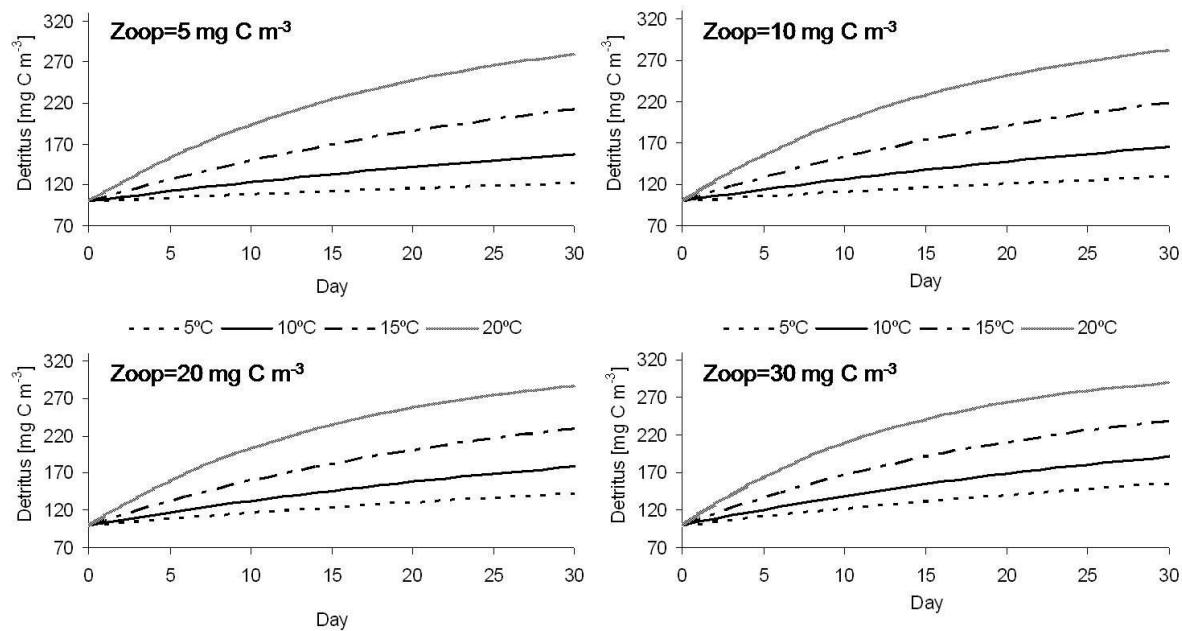 Zoop=5 mg C m-3
Detritus [mg C m-3]
320
270
220
170
120
70
0 5 10 15 20 25 30
Day
Zoop=10 mg C m-3
Detritus [mg C m-3]
320
270
220
170
120
70
0 5 10 15 20 25 30
Day
5ºC 10ºC 15ºC 20ºC
5ºC 10ºC 15ºC 20ºC
Zoop=20 mg C m-3
Detritus [mg C m-3]
320
270
220
170
120
70
0 5 10 15 20 25 30
Day
Zoop=30 mg C m-3
Detritus [mg C m-3]
320
270
220
170
120
70
0 5 10 15 20 25 30
Day